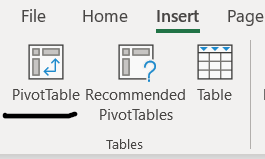 File Home Insert Page
PivotTable Recommended Table
PivotTables
Tables